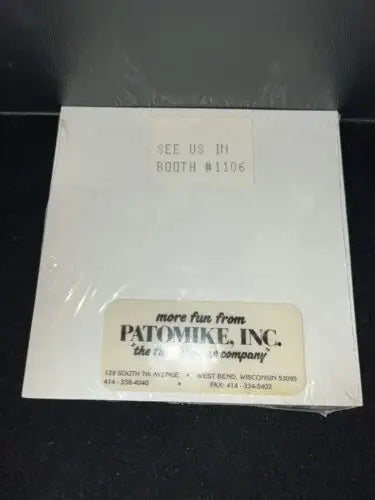 SEE US IN
BOOTH #1106
more fun from
PATOMIKE, INC.
"the company"
129 SOUTH 7th AVENUE • WEST BEND, WISCONSIN 53095
414 - 338-4040 • FAX: 414 - 334-5402